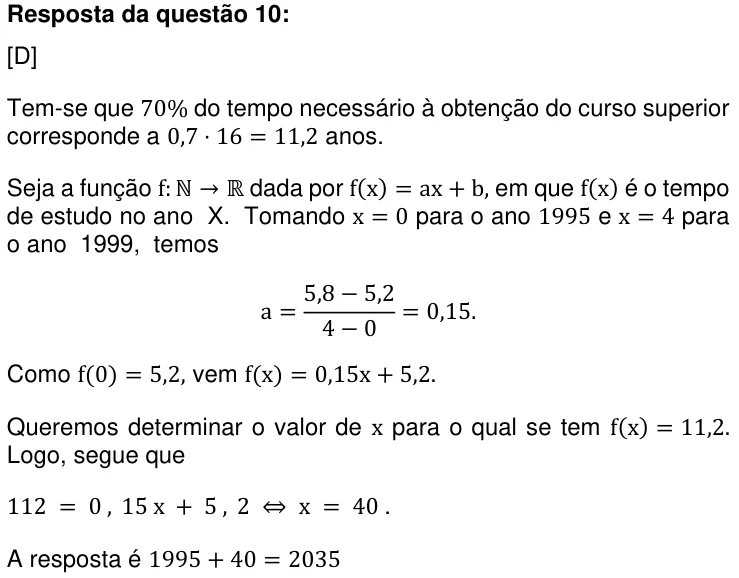 Resposta da questão 10:
[D]
Tem-se que 70% do tempo necessário à obtenção do curso superior
corresponde a 0,7 · 16 = 11,2 anos.
Seja a função f: ℕ → ℝ dada por f(x) = ax + b, em que f(x) é o tempo
de estudo no ano X. Tomando x = 0 para o ano 1995 e x = 4 para
o ano 1999, temos
a = (5,8 − 5,2)/(4 − 0) = 0,15.
Como f(0) = 5,2, vem f(x) = 0,15x + 5,2.
Queremos determinar o valor de x para o qual se tem f(x) = 11,2.
Logo, segue que
112 = 0 , 15 x + 5 , 2 ⇔ x = 40 .
A resposta é 1995 + 40 = 2035